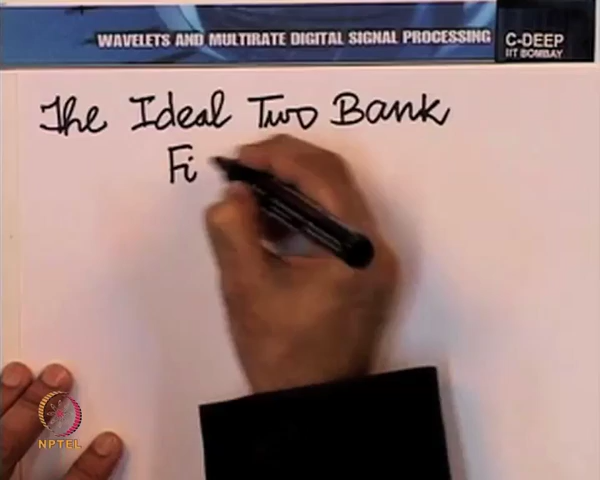 WAVELETS AND MULTIRATE DIGITAL SIGNAL PROCESSING
C-DEEP
IIT BOMBAY
The Ideal Two Bank
Fi
NPTEL